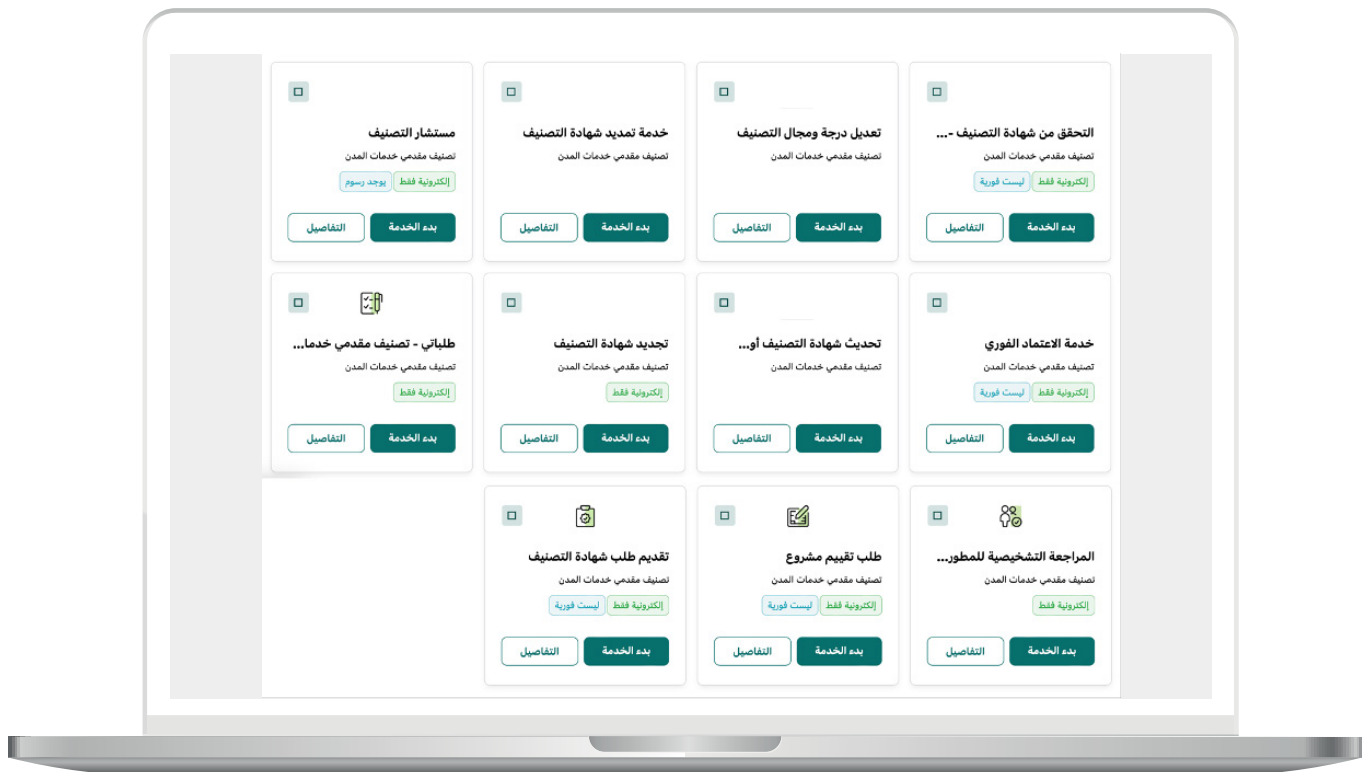 التحقق من شهادة التصنيف -...
تصنيف مقدمي خدمات المدن
إلكترونية فقط
ليست فورية
بدء الخدمة
التفاصيل
تعديل درجة ومجال التصنيف
تصنيف مقدمي خدمات المدن
بدء الخدمة
التفاصيل
خدمة تمديد شهادة التصنيف
تصنيف مقدمي خدمات المدن
بدء الخدمة
التفاصيل
مستشار التصنيف
تصنيف مقدمي خدمات المدن
إلكترونية فقط
يوجد رسوم
بدء الخدمة
التفاصيل
خدمة الاعتماد الفوري
تصنيف مقدمي خدمات المدن
إلكترونية فقط
ليست فورية
بدء الخدمة
التفاصيل
تحديث شهادة التصنيف أو...
تصنيف مقدمي خدمات المدن
بدء الخدمة
التفاصيل
تجديد شهادة التصنيف
تصنيف مقدمي خدمات المدن
إلكترونية فقط
بدء الخدمة
التفاصيل
طلباتي - تصنيف مقدمي خدما...
تصنيف مقدمي خدمات المدن
إلكترونية فقط
بدء الخدمة
التفاصيل
المراجعة التشخيصية للمطور...
تصنيف مقدمي خدمات المدن
إلكترونية فقط
بدء الخدمة
التفاصيل
طلب تقييم مشروع
تصنيف مقدمي خدمات المدن
إلكترونية فقط
ليست فورية
بدء الخدمة
التفاصيل
تقديم طلب شهادة التصنيف
تصنيف مقدمي خدمات المدن
إلكترونية فقط
ليست فورية
بدء الخدمة
التفاصيل